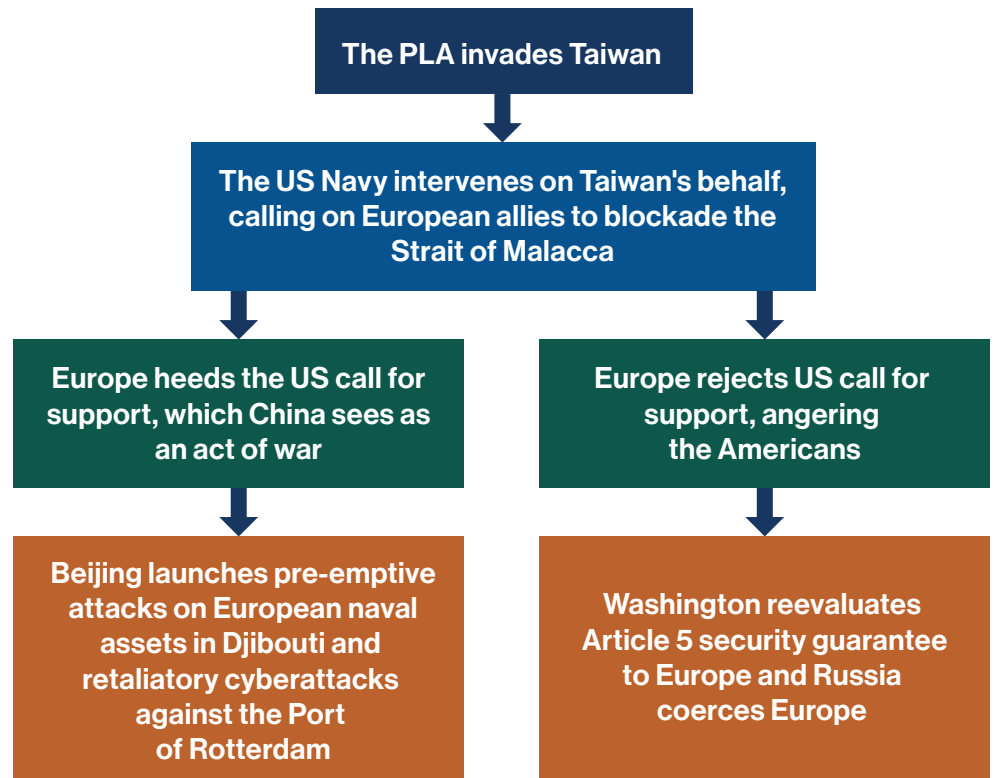 The PLA invades Taiwan
The US Navy intervenes on Taiwan's behalf,
calling on European allies to blockade the
Strait of Malacca
Europe heeds the US call for
support, which China sees as
an act of war
Europe rejects US call for
support, angering
the Americans
Beijing launches pre-emptive
attacks on European naval
assets in Djibouti and
retaliatory cyberattacks
against the Port
of Rotterdam
Washington reevaluates
Article 5 security guarantee
to Europe and Russia
coerces Europe